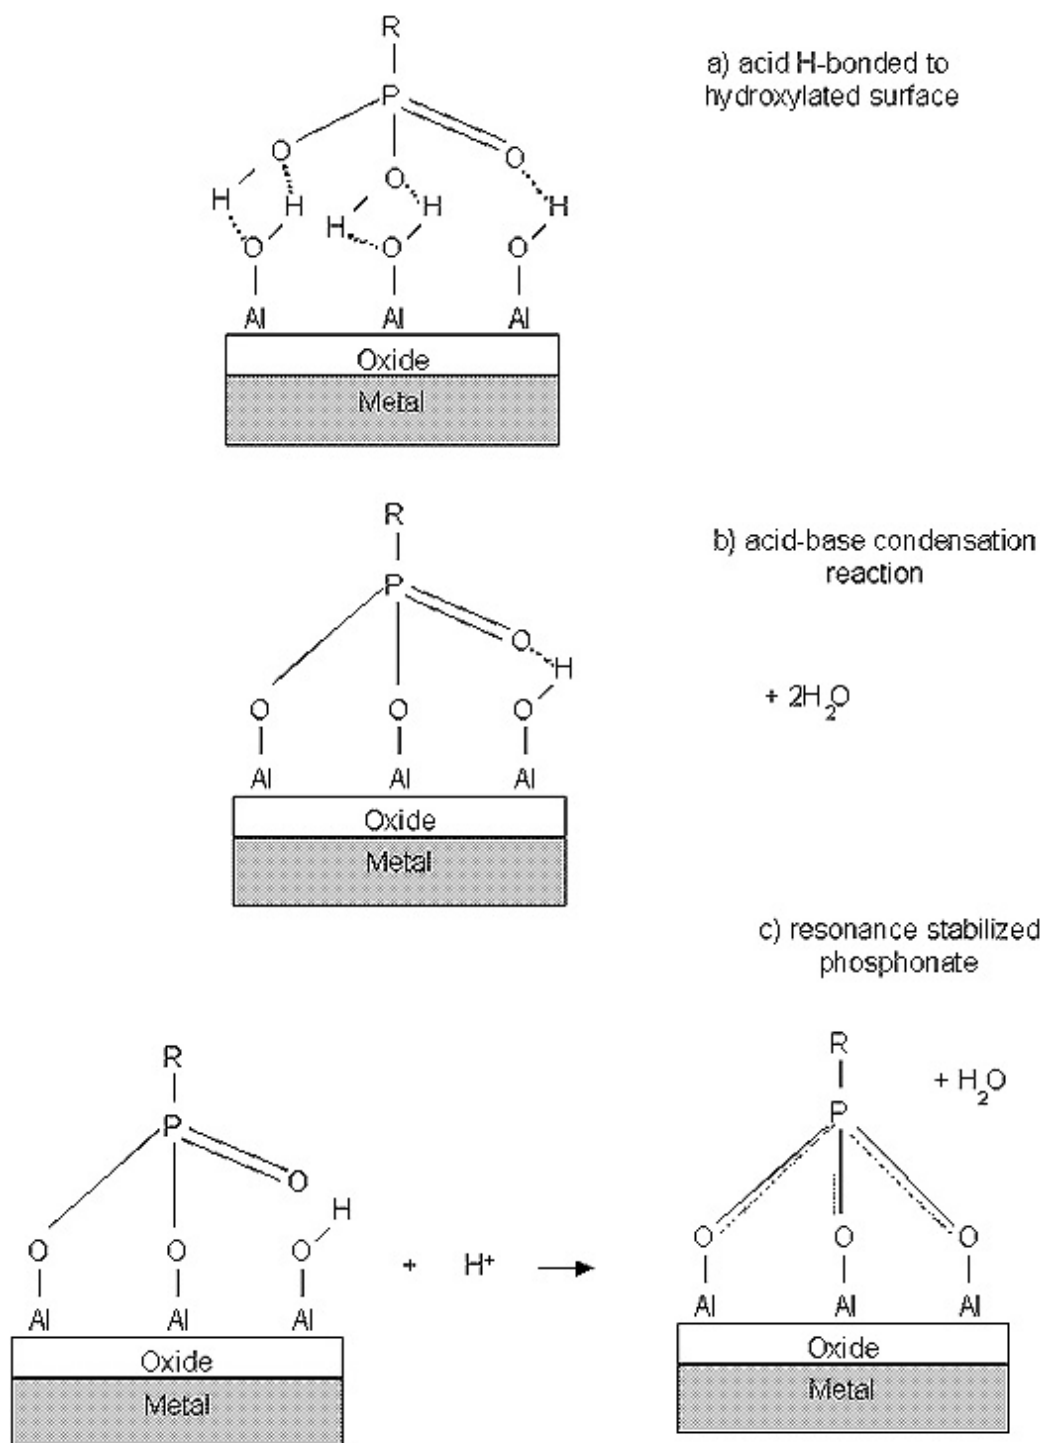 R
P
a) acid H-bonded to
hydroxylated surface
O
O
O
H
H
H
H
H
O
O
O
Al
Al
Al
Oxide
Metal
R
P
b) acid-base condensation
reaction
O
H
O
O
O
+ 2H₂O
Al
Al
Al
Oxide
Metal
c) resonance stabilized
phosphonate
R
P
O
H
O
O
O
Al
Al
Al
Oxide
Metal
+ H⁺
R
+ H₂O
P
O
O
O
Al
Al
Al
Oxide
Metal